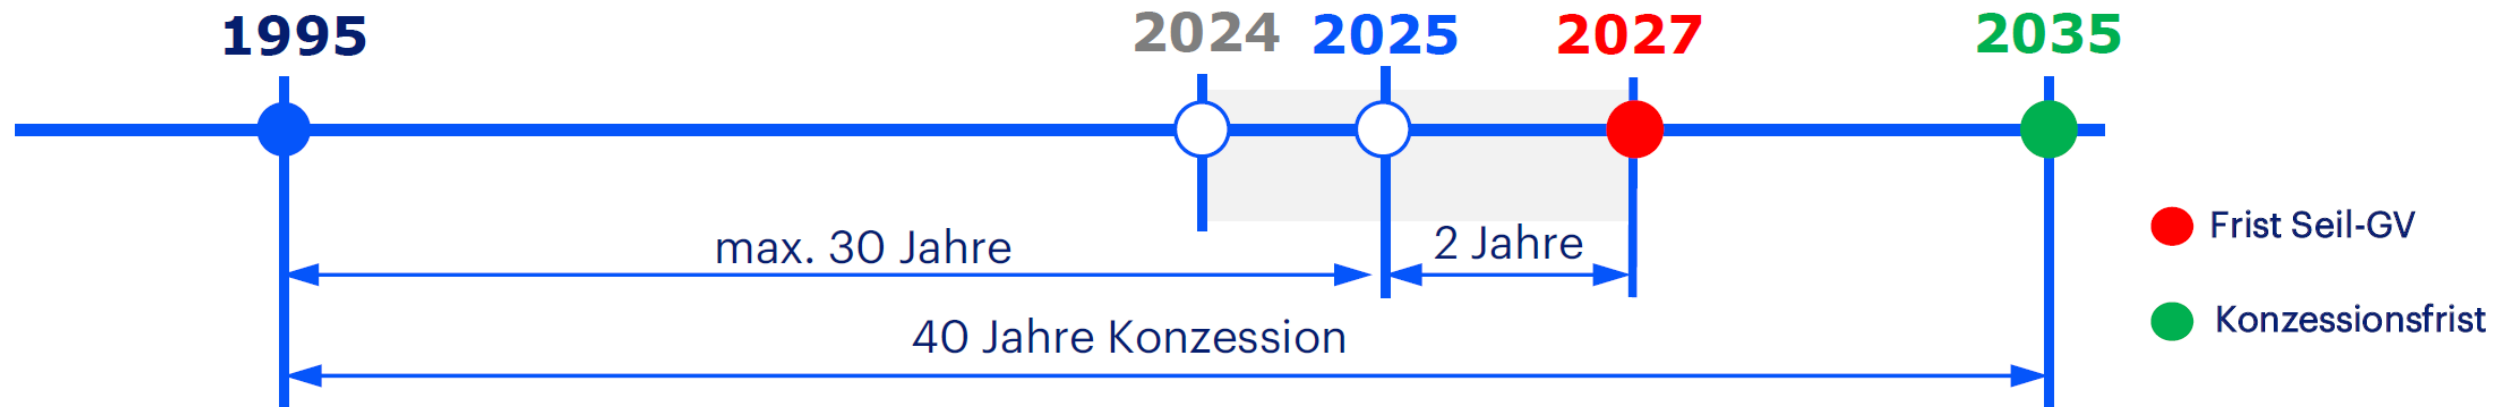 1995
2024
2025
2027
2035
max. 30 Jahre
2 Jahre
40 Jahre Konzession
Frist Seil-GV
Konzessionsfrist